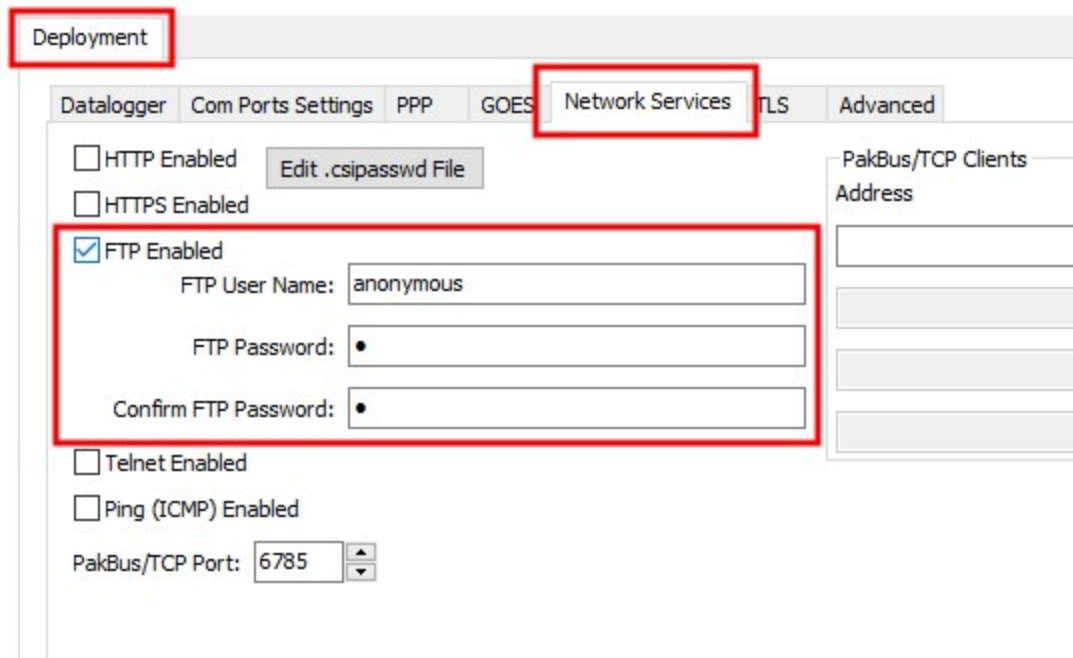 Deployment
Datalogger Com Ports Settings PPP GOES Network Services TLS Advanced
HTTP Enabled
Edit .csipasswd File
HTTPS Enabled
FTP Enabled
FTP User Name: anonymous
FTP Password: ●
Confirm FTP Password: ●
Telnet Enabled
Ping (ICMP) Enabled
PakBus/TCP Port: 6785
PakBus/TCP Clients
Address